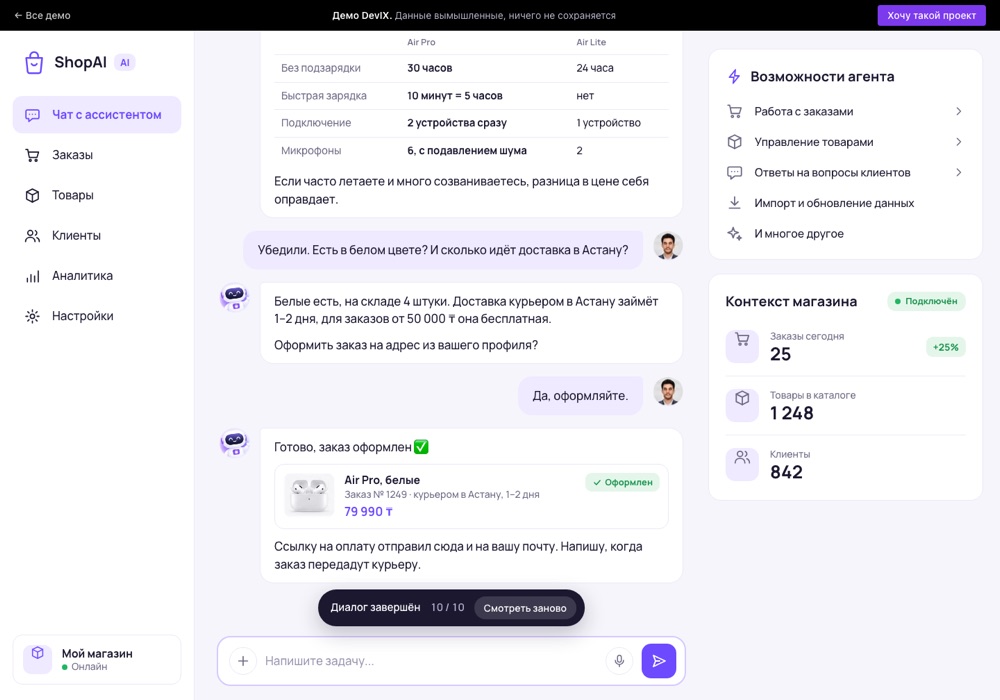 ← Все демо
Демо DevIX. Данные вымышленные, ничего не сохраняется
Хочу такой проект
ShopAI AI
Чат с ассистентом
Заказы
Товары
Клиенты
Аналитика
Настройки
Мой магазин
Онлайн
Air Pro Air Lite
Без подзарядки 30 часов 24 часа
Быстрая зарядка 10 минут = 5 часов нет
Подключение 2 устройства сразу 1 устройство
Микрофоны 6, с подавлением шума 2
Если часто летаете и много созваниваетесь, разница в цене себя
оправдает.
Убедили. Есть в белом цвете? И сколько идёт доставка в Астану?
Белые есть, на складе 4 штуки. Доставка курьером в Астану займёт
1–2 дня, для заказов от 50 000 ₸ она бесплатная.
Оформить заказ на адрес из вашего профиля?
Да, оформляйте.
Готово, заказ оформлен ✅
Air Pro, белые
Заказ № 1249 · курьером в Астану, 1–2 дня
79 990 ₸
Оформлен
Ссылку на оплату отправил сюда и на вашу почту. Напишу, когда
заказ передадут курьеру.
Диалог завершён 10 / 10 Смотреть заново
Напишите задачу...
Возможности агента
Работа с заказами
Управление товарами
Ответы на вопросы клиентов
Импорт и обновление данных
И многое другое
Контекст магазина
Подключён
Заказы сегодня
25
+25%
Товары в каталоге
1 248
Клиенты
842